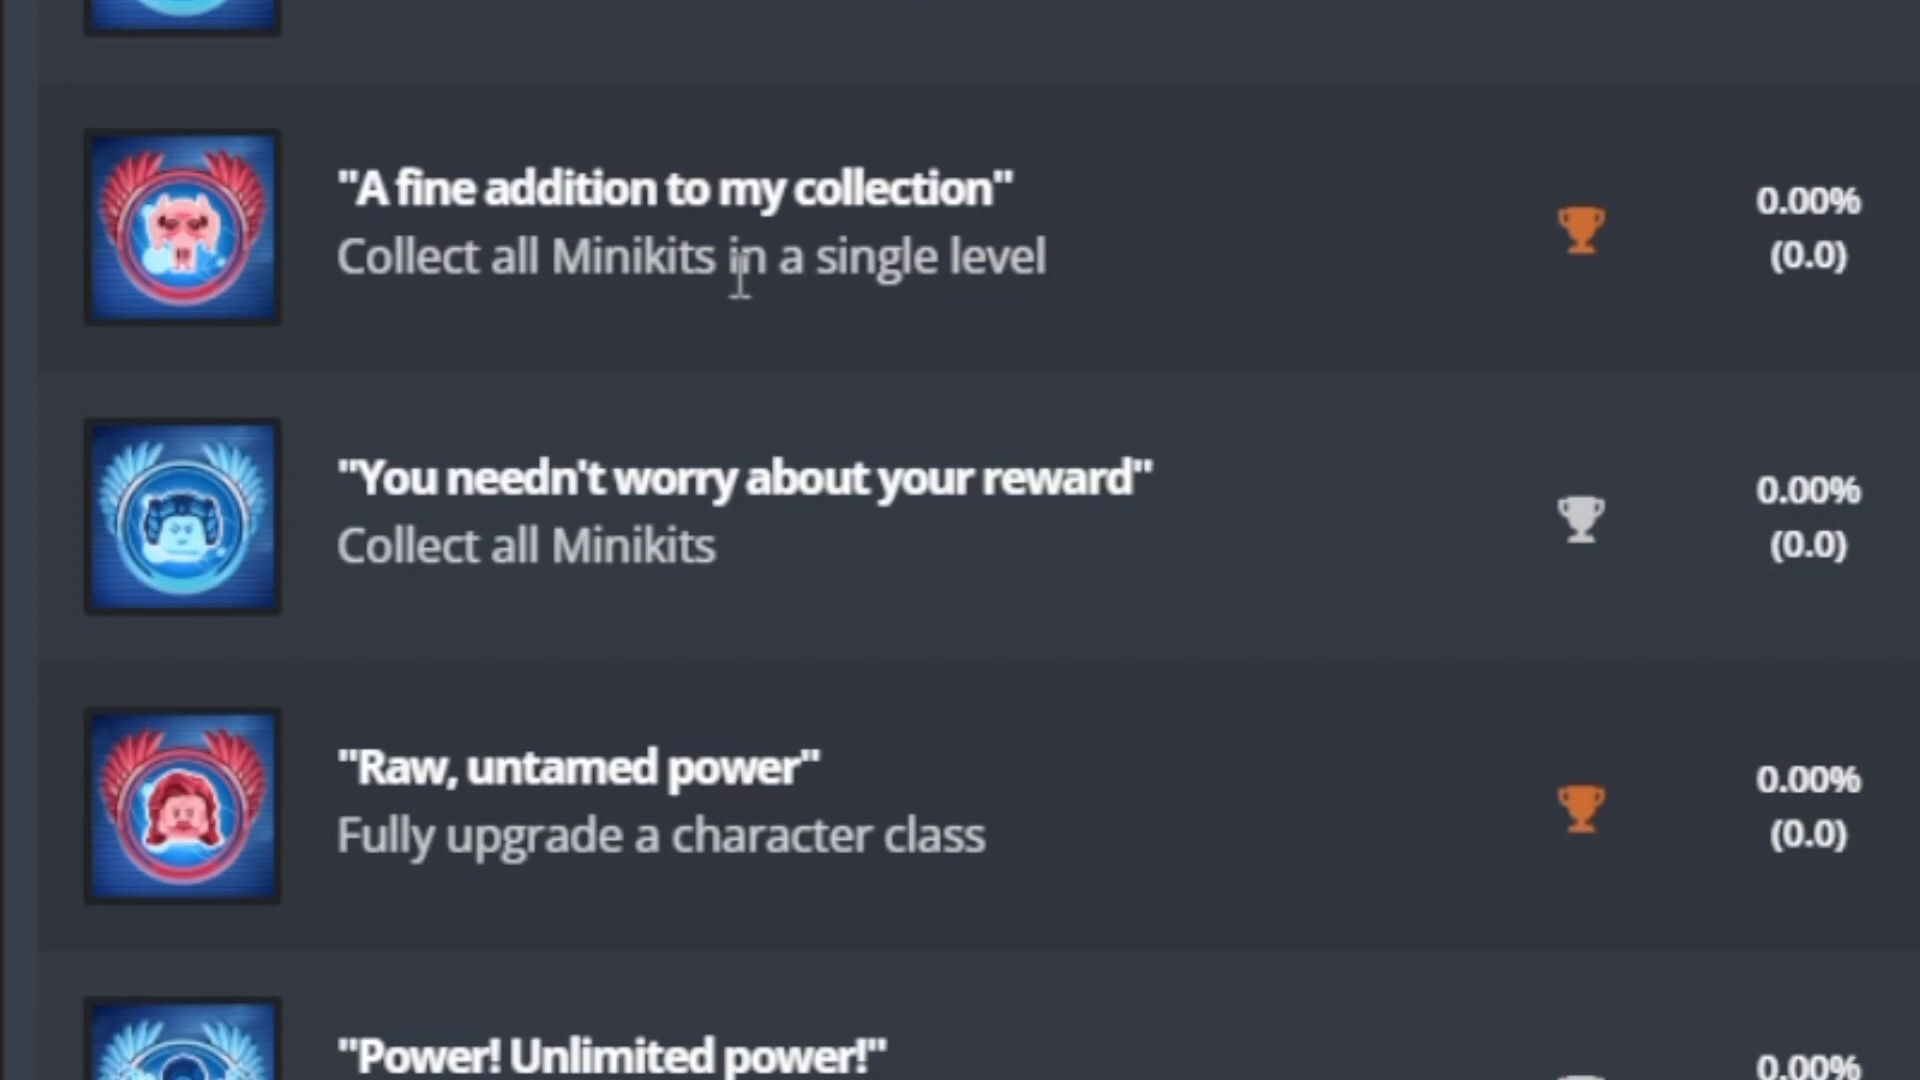 "A fine addition to my collection"
Collect all Minikits in a single level
0.00%
(0.0)
"You needn't worry about your reward"
Collect all Minikits
0.00%
(0.0)
"Raw, untamed power"
Fully upgrade a character class
0.00%
(0.0)
"Power! Unlimited power!"
0.00%